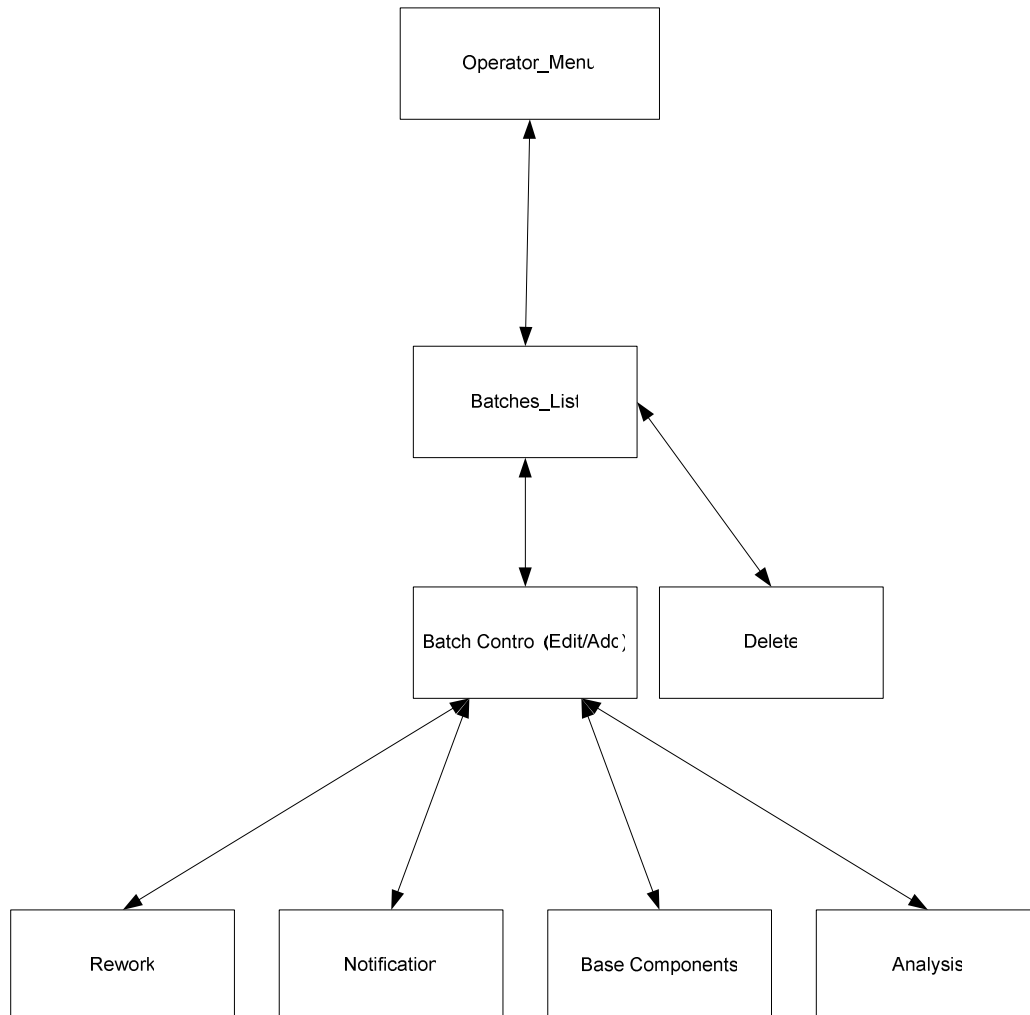 Operator_Menu
Batches_List
Batch Control (Edit/Add)
Delete
Rework
Notification
Base Components
Analysis